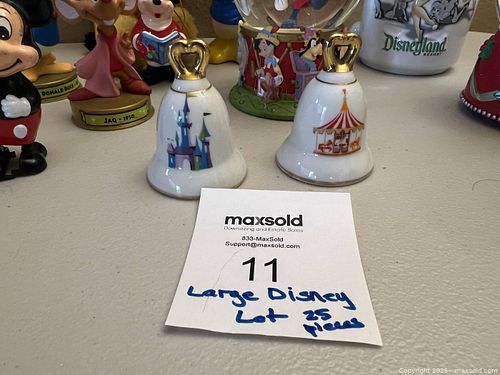 Disneyland
RESORT
DONALD DUCK
JAQ - 1950
maxsold
Downsizing and Estate Sales
833-MaxSold
Support@maxsold.com
11
Large Disney
Lot 25
pieces
Copyright 2025 - maxsold.com